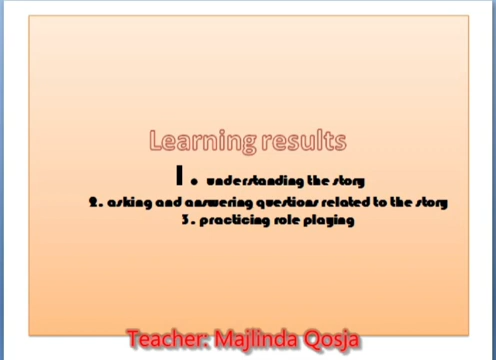 Learning results
1. understanding the story
2. asking and answering questions related to the story
3. practicing role playing
Teacher: Majlinda Qosja